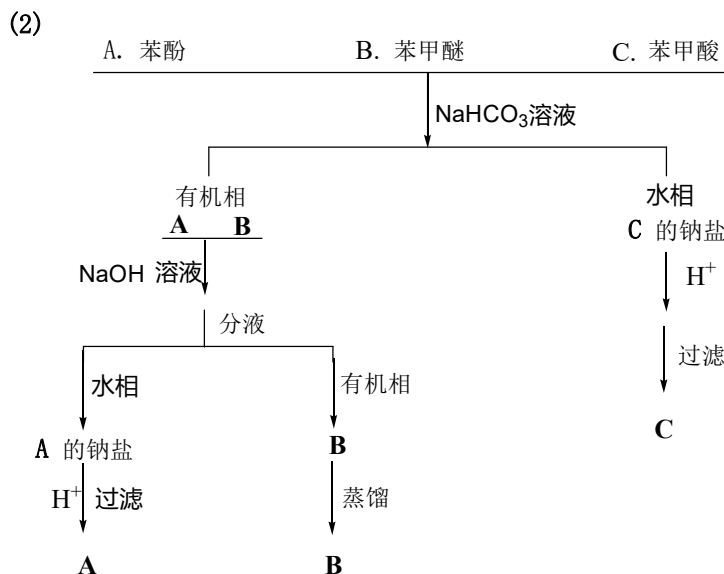 (2)
A. 苯酚 B. 苯甲醚 C. 苯甲酸
NaHCO₃溶液
有机相
A B
水相
C 的钠盐
NaOH 溶液
H⁺
分液
过滤
水相
有机相
C
A 的钠盐
B
H⁺ 过滤
蒸馏
A
B